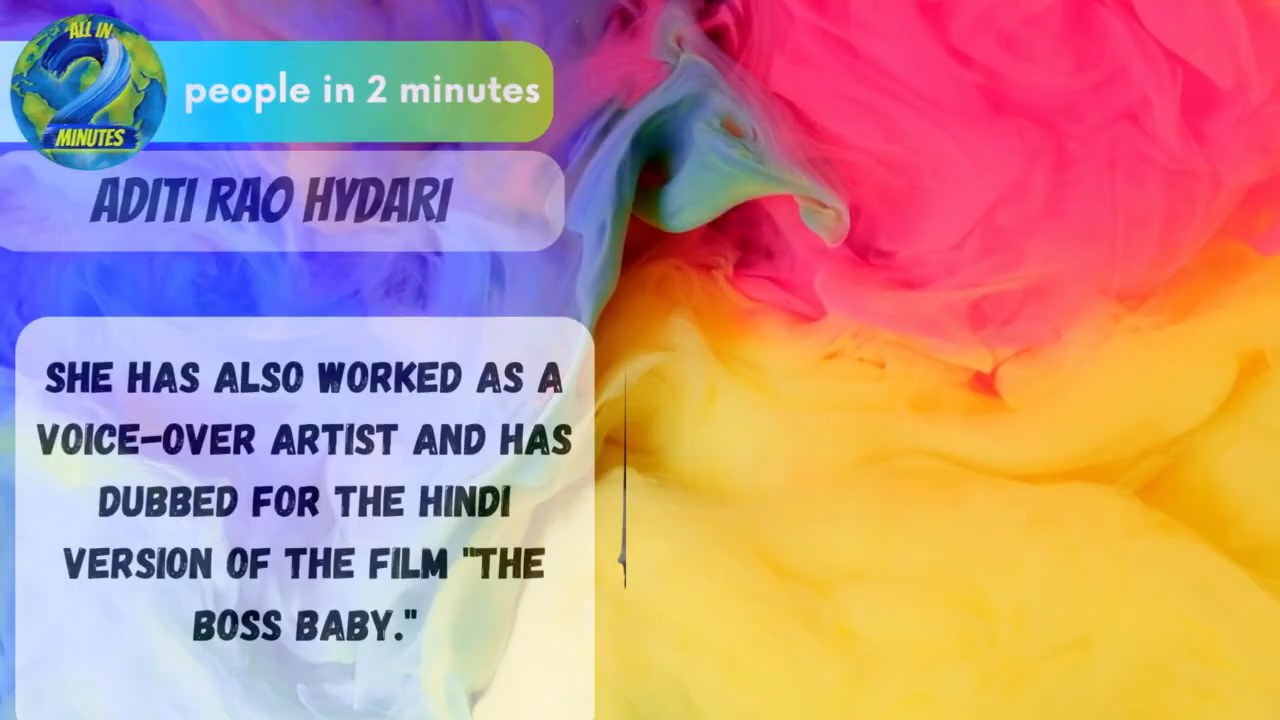 ALL IN
2
MINUTES
people in 2 minutes
ADITI RAO HYDARI
SHE HAS ALSO WORKED AS A
VOICE-OVER ARTIST AND HAS
DUBBED FOR THE HINDI
VERSION OF THE FILM "THE
BOSS BABY."